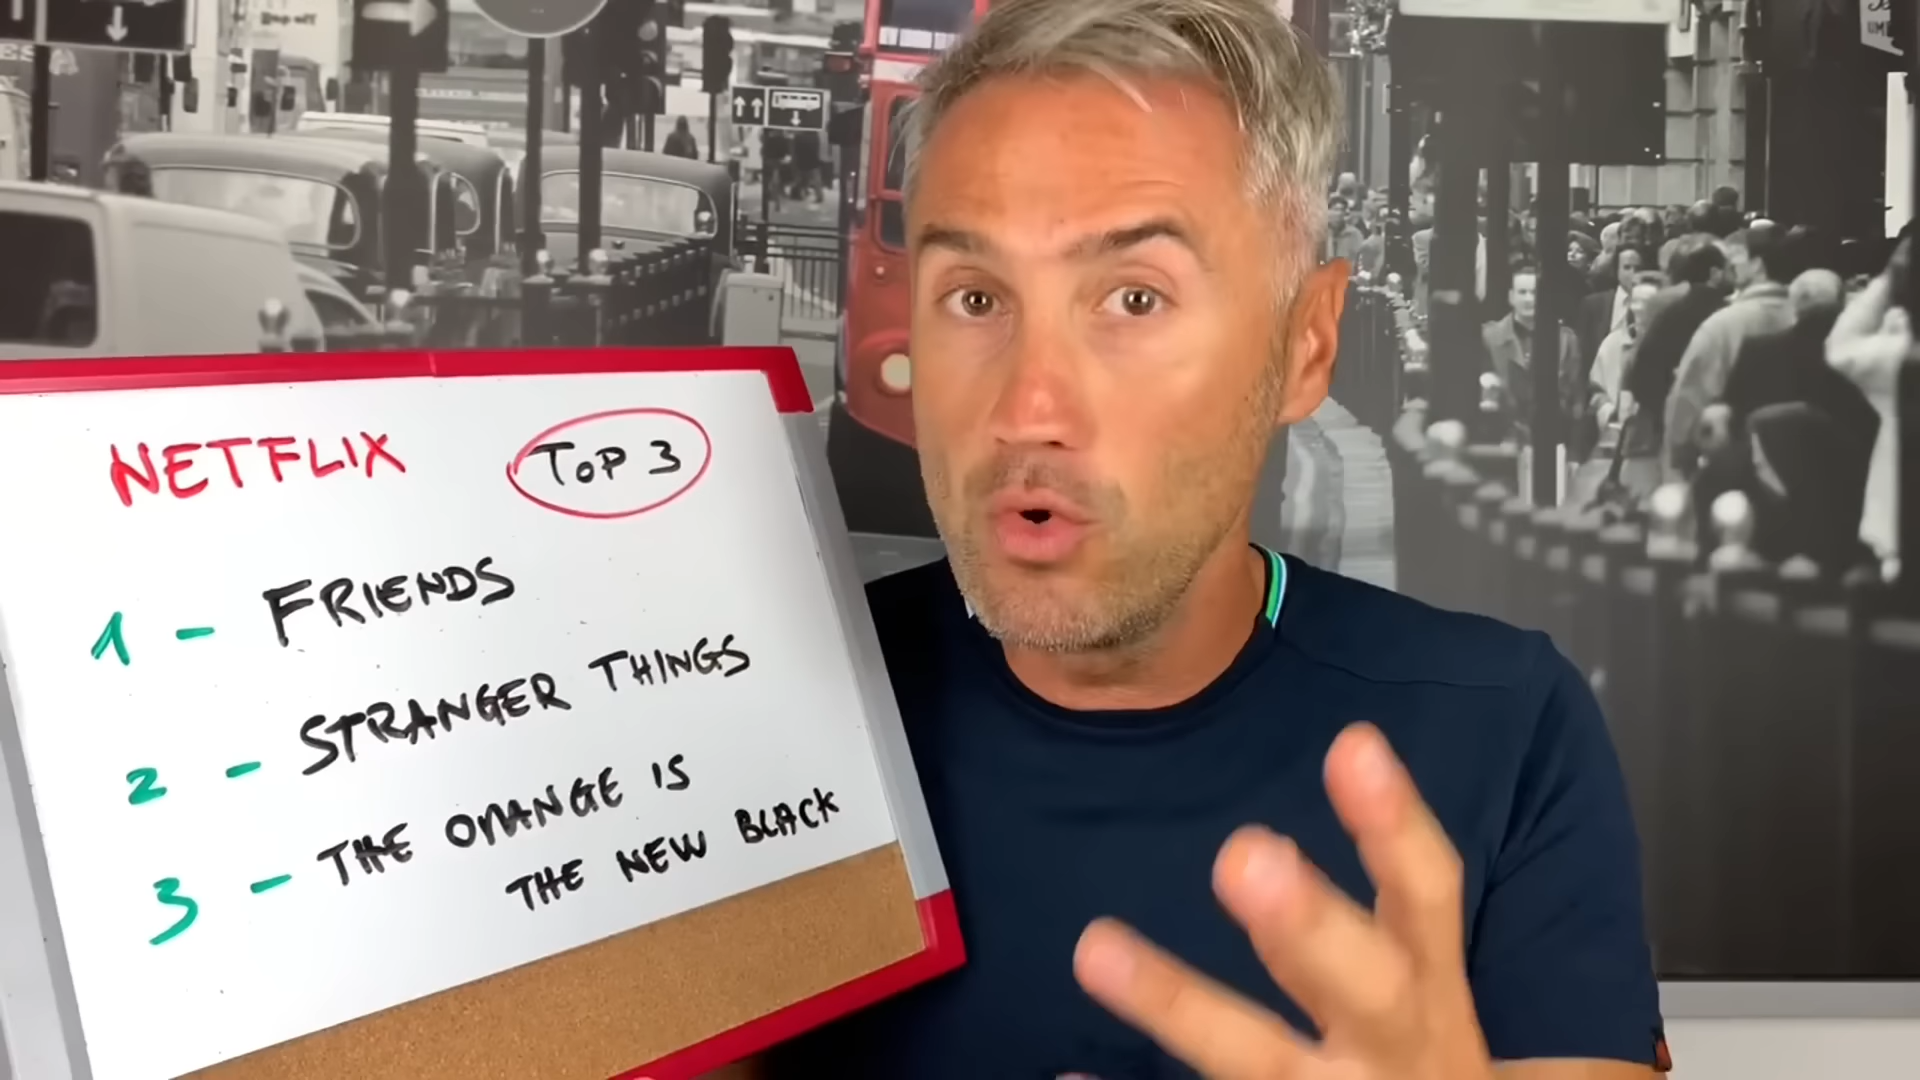 NETFLIX TOP 3
1 - FRIENDS
2 - STRANGER THINGS
3 - THE ORANGE IS
THE NEW BLACK